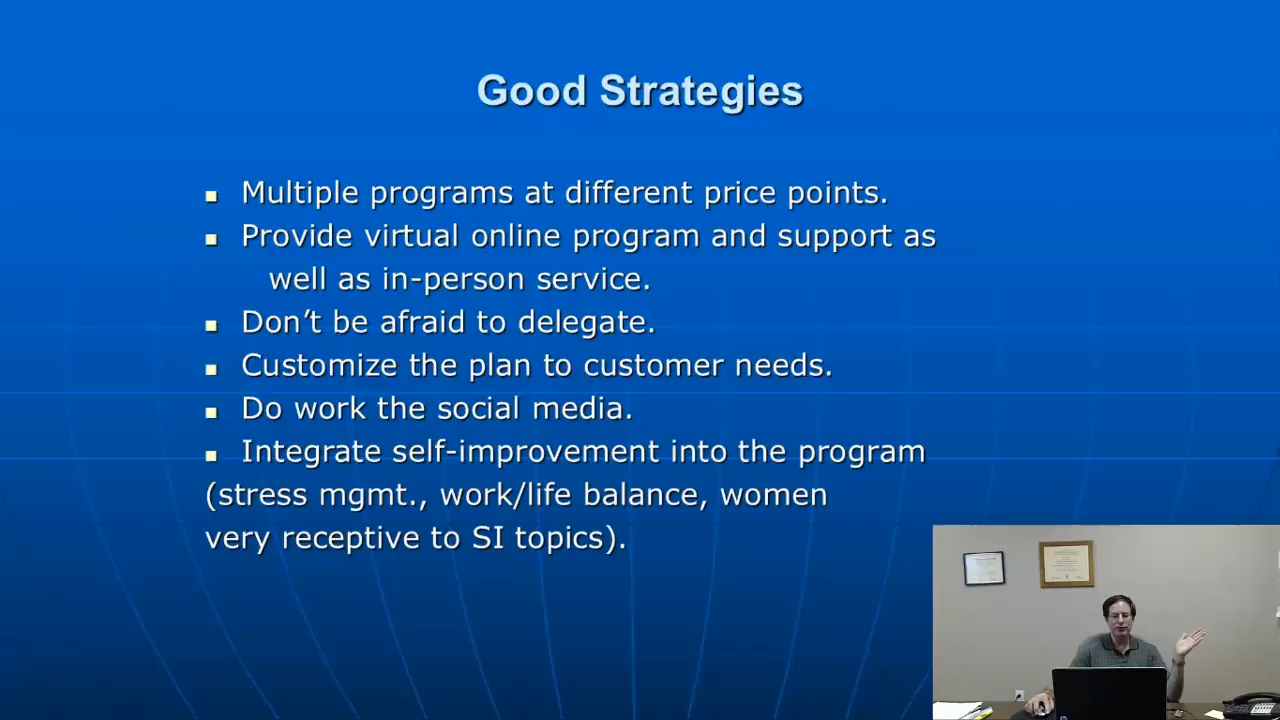 Good Strategies
Multiple programs at different price points.
Provide virtual online program and support as
well as in-person service.
Don’t be afraid to delegate.
Customize the plan to customer needs.
Do work the social media.
Integrate self-improvement into the program
(stress mgmt., work/life balance, women
very receptive to SI topics).